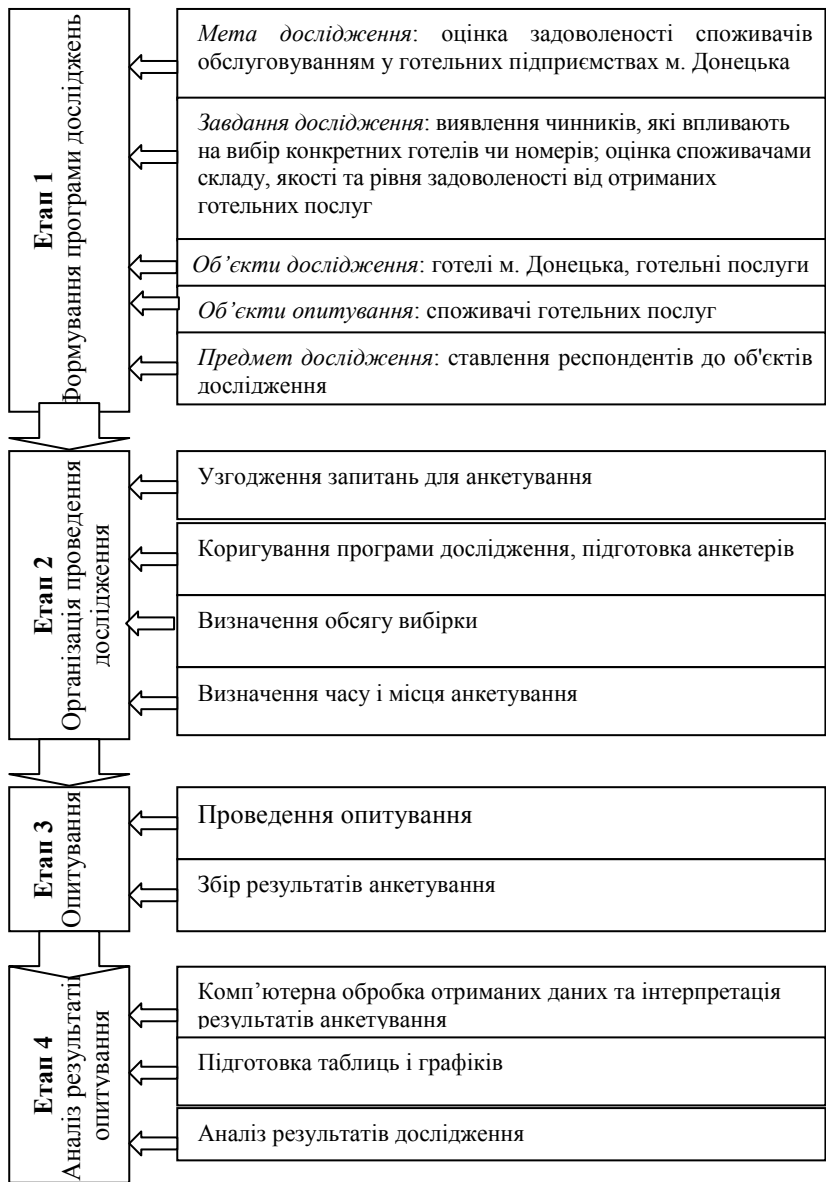 Етап 1
Формування програми досліджень
Мета дослідження: оцінка задоволеності споживачів
обслуговуванням у готельних підприємствах м. Донецька
Завдання дослідження: виявлення чинників, які впливають
на вибір конкретних готелів чи номерів; оцінка споживачами
складу, якості та рівня задоволеності від отриманих
готельних послуг
Об’єкти дослідження: готелі м. Донецька, готельні послуги
Об’єкти опитування: споживачі готельних послуг
Предмет дослідження: ставлення респондентів до об'єктів
дослідження
Етап 2
Організація проведення
дослідження
Узгодження запитань для анкетування
Коригування програми дослідження, підготовка анкетерів
Визначення обсягу вибірки
Визначення часу і місця анкетування
Етап 3
Опитування
Проведення опитування
Збір результатів анкетування
Етап 4
Аналіз результаті
опитування
Комп’ютерна обробка отриманих даних та інтерпретація
результатів анкетування
Підготовка таблиць і графіків
Аналіз результатів дослідження